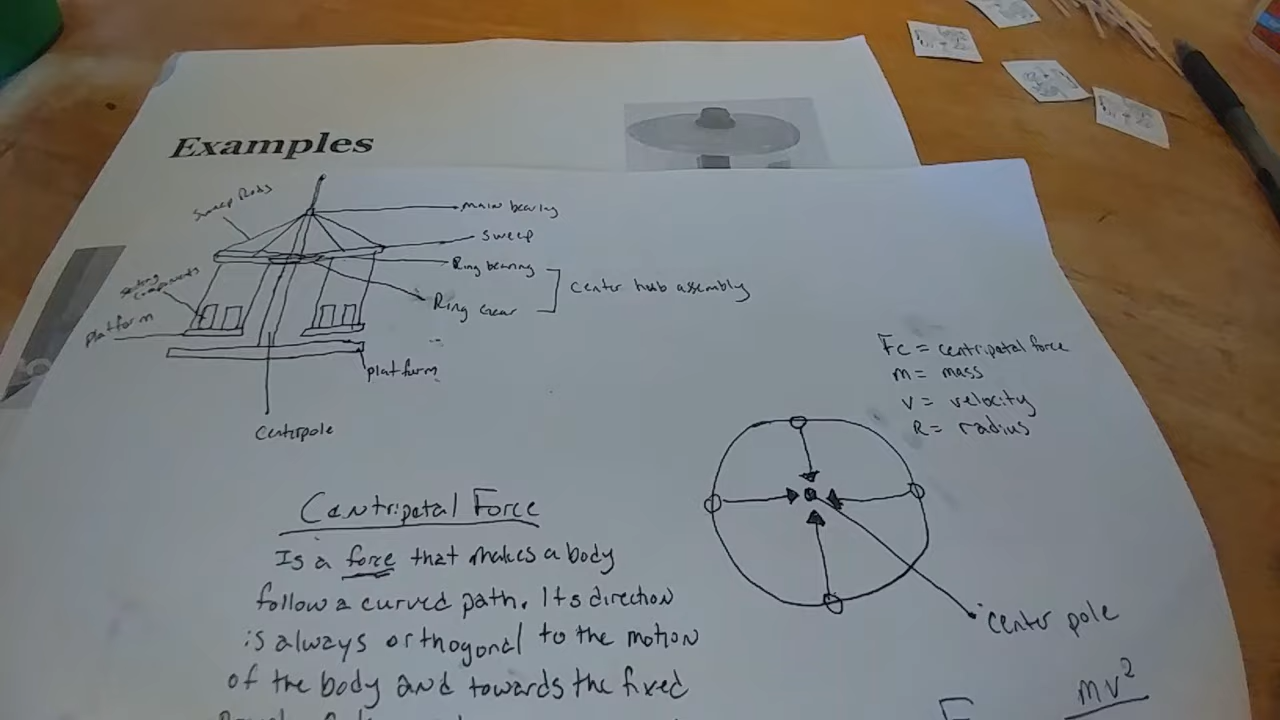 Examples
Sweep Rods
main bearing
Sweep
Ring bearing
Center hub assembly
Ring Gear
Seating Components
Platform
platform
Centerpole
Fc = centripetal force
m = mass
v = velocity
R = radius
Centripetal Force
Is a force that makes a body
follow a curved path. Its direction
is always orthogonal to the motion
of the body and towards the fixed
center pole
mv²
F